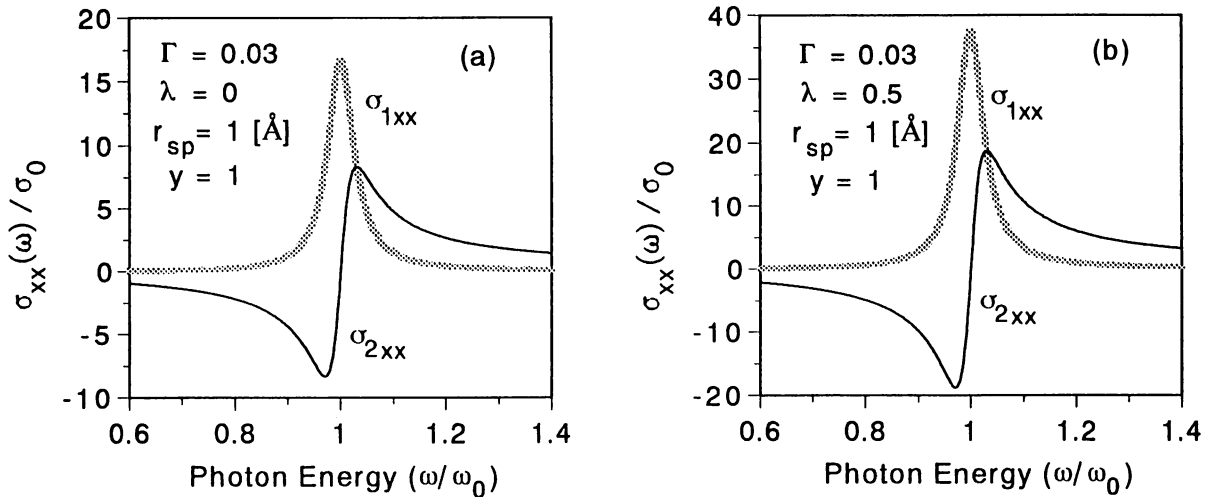 20
15
10
5
0
-5
-10
σxx(ω) / σ0
Γ = 0.03
λ = 0
rsp= 1 [Å]
y = 1
(a)
σ1xx
σ2xx
0.6 0.8 1 1.2 1.4
Photon Energy (ω/ω0)
40
30
20
10
0
-10
-20
σxx(ω) / σ0
Γ = 0.03
λ = 0.5
rsp= 1 [Å]
y = 1
(b)
σ1xx
σ2xx
0.6 0.8 1 1.2 1.4
Photon Energy (ω/ω0)